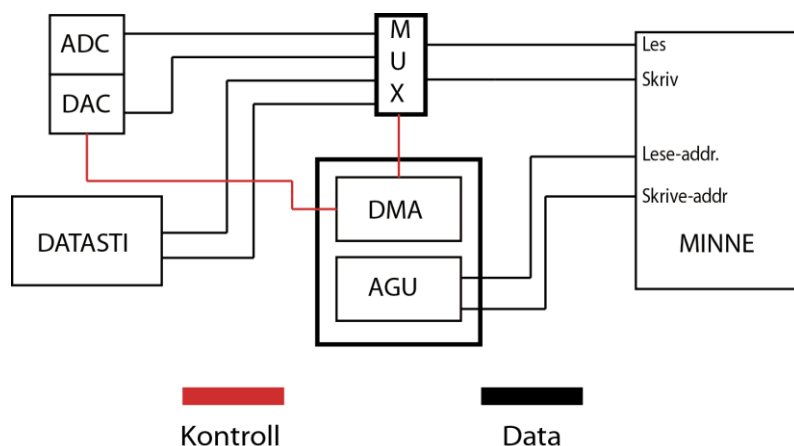 ADC
DAC
M
U
X
Les
Skriv
Lese-addr.
Skrive-addr
MINNE
DMA
AGU
DATASTI
Kontroll
Data